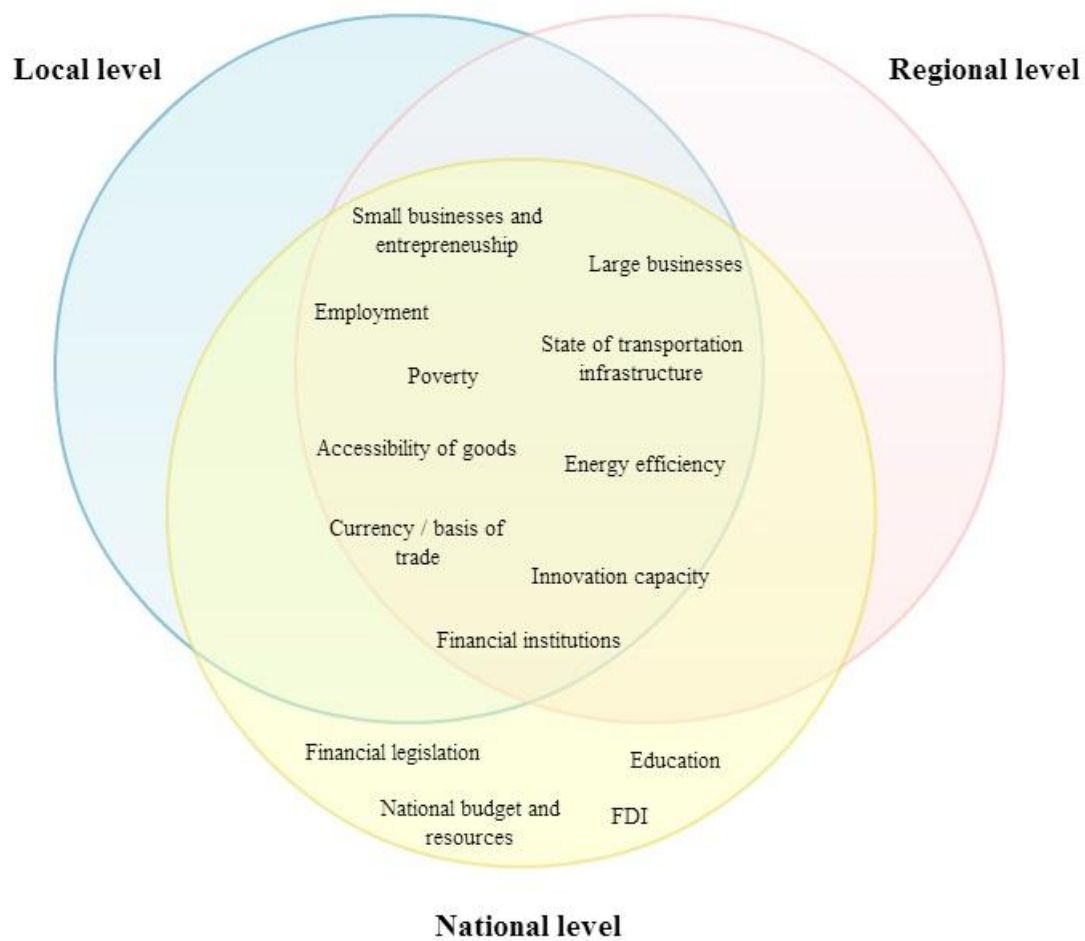 Local level
Regional level
Small businesses and
entrepreneuship
Large businesses
Employment
State of transportation
infrastructure
Poverty
Accessibility of goods
Energy efficiency
Currency / basis of
trade
Innovation capacity
Financial institutions
Financial legislation
Education
National budget and
resources
FDI
National level